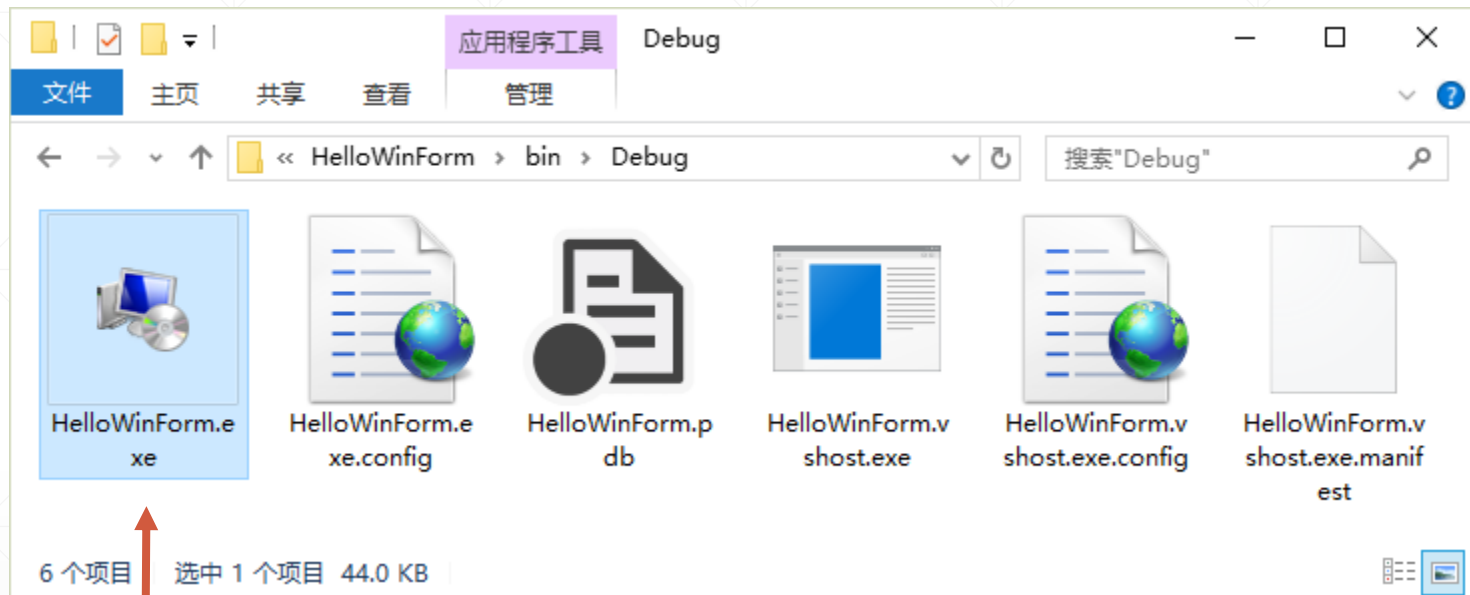 应用程序工具
Debug
文件
主页
共享
查看
管理
« HelloWinForm › bin › Debug
搜索"Debug"
HelloWinForm.e
xe
HelloWinForm.e
xe.config
HelloWinForm.p
db
HelloWinForm.v
shost.exe
HelloWinForm.v
shost.exe.config
HelloWinForm.v
shost.exe.manif
est
6 个项目
选中 1 个项目 44.0 KB